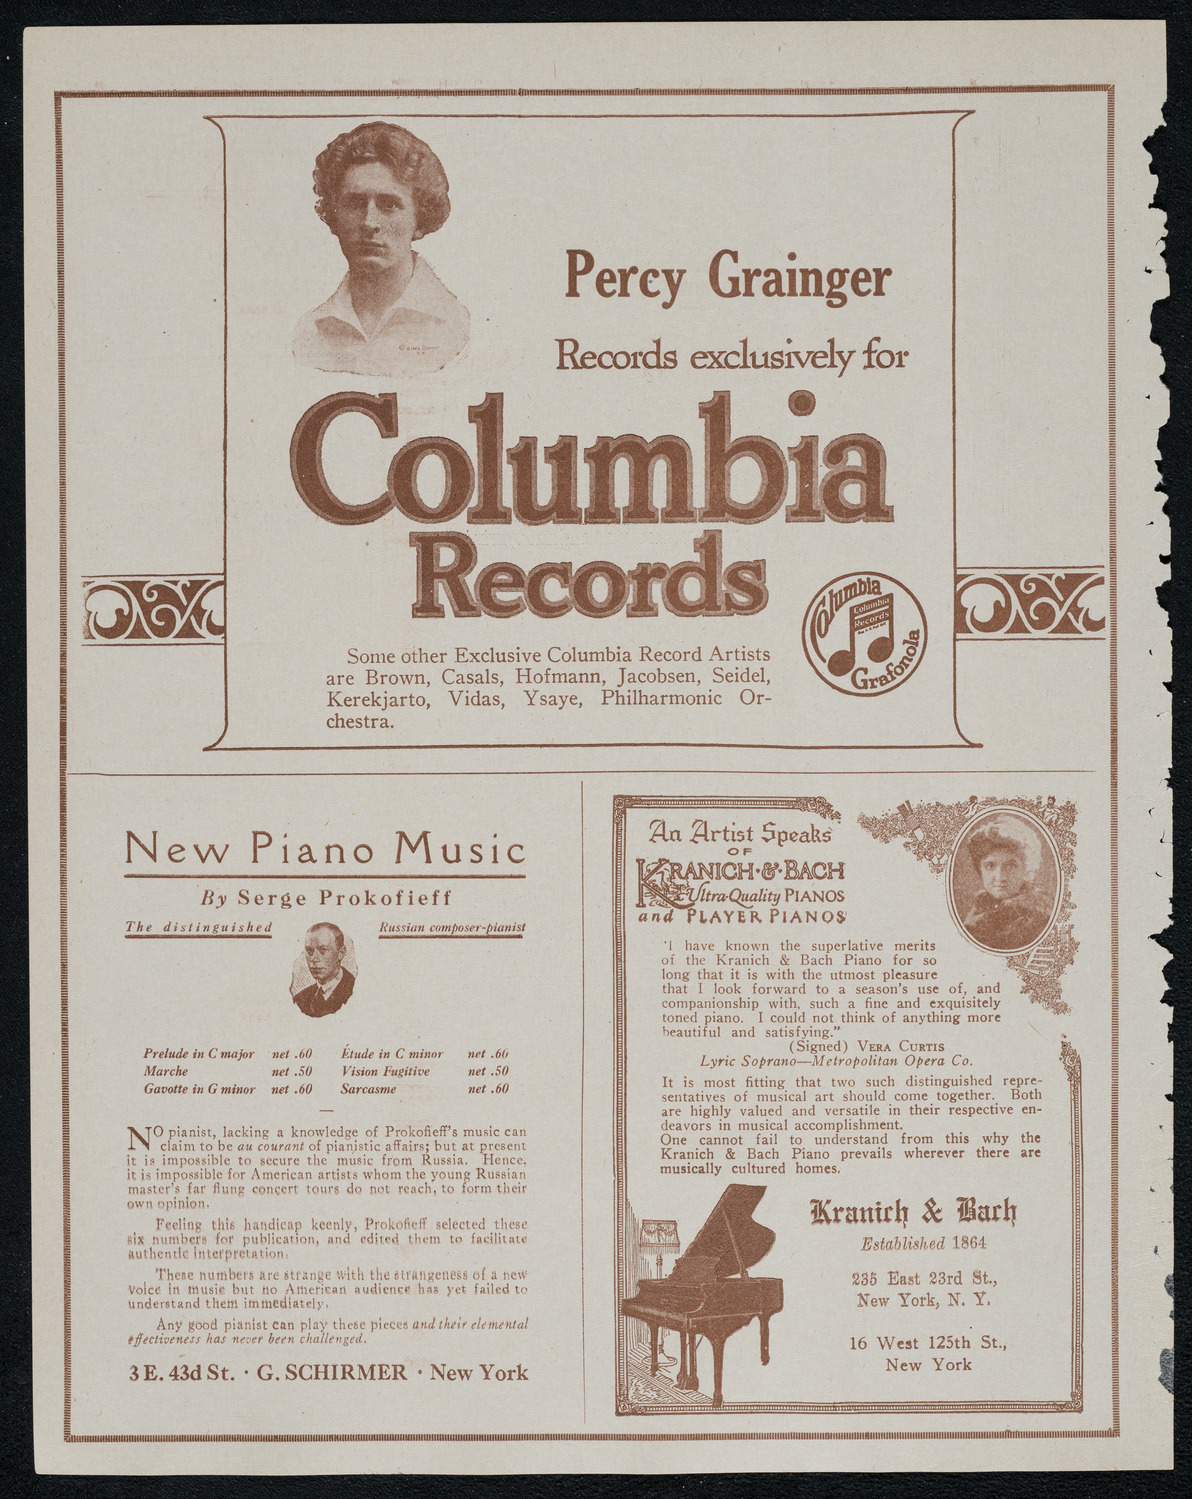 Percy Grainger
Records exclusively for
Columbia
Records
Some other Exclusive Columbia Record Artists
are Brown, Casals, Hofmann, Jacobsen, Seidel,
Kerekjarto, Vidas, Ysaye, Philharmonic Or-
chestra.
Columbia
Columbia
Records
Grafonola
New Piano Music
By Serge Prokofieff
The distinguished Russian composer-pianist
Prelude in C major net .60 Étude in C minor net .60
Marche net .50 Vision Fugitive net .50
Gavotte in G minor net .60 Sarcasme net .60
NO pianist, lacking a knowledge of Prokofieff's music can
claim to be au courant of pianistic affairs; but at present
it is impossible to secure the music from Russia. Hence,
it is impossible for American artists whom the young Russian
master's far flung concert tours do not reach, to form their
own opinion.
Feeling this handicap keenly, Prokofieff selected these
six numbers for publication, and edited them to facilitate
authentic interpretation.
These numbers are strange with the strangeness of a new
voice in music but no American audience has yet failed to
understand them immediately.
Any good pianist can play these pieces and their elemental
effectiveness has never been challenged.
3 E. 43d St. · G. SCHIRMER · New York
An Artist Speaks
OF
KRANICH·&·BACH
Ultra-Quality PIANOS
and PLAYER PIANOS
"I have known the superlative merits
of the Kranich & Bach Piano for so
long that it is with the utmost pleasure
that I look forward to a season's use of, and
companionship with, such a fine and exquisitely
toned piano. I could not think of anything more
beautiful and satisfying."
(Signed) VERA CURTIS
Lyric Soprano—Metropolitan Opera Co.
It is most fitting that two such distinguished repre-
sentatives of musical art should come together. Both
are highly valued and versatile in their respective en-
deavors in musical accomplishment.
One cannot fail to understand from this why the
Kranich & Bach Piano prevails wherever there are
musically cultured homes.
Kranich & Bach
Established 1864
235 East 23rd St.,
New York, N. Y.
16 West 125th St.,
New York